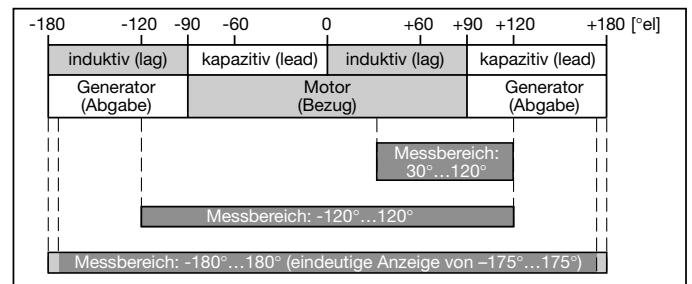 -180 -120 -90 -60 0 +60 +90 +120 +180 [°el]
induktiv (lag) kapazitiv (lead) induktiv (lag) kapazitiv (lead)
Generator Motor Generator
(Abgabe) (Bezug) (Abgabe)
Messbereich:
30°...120°
Messbereich: -120°...120°
Messbereich: -180°...180° (eindeutige Anzeige von –175°...175°)